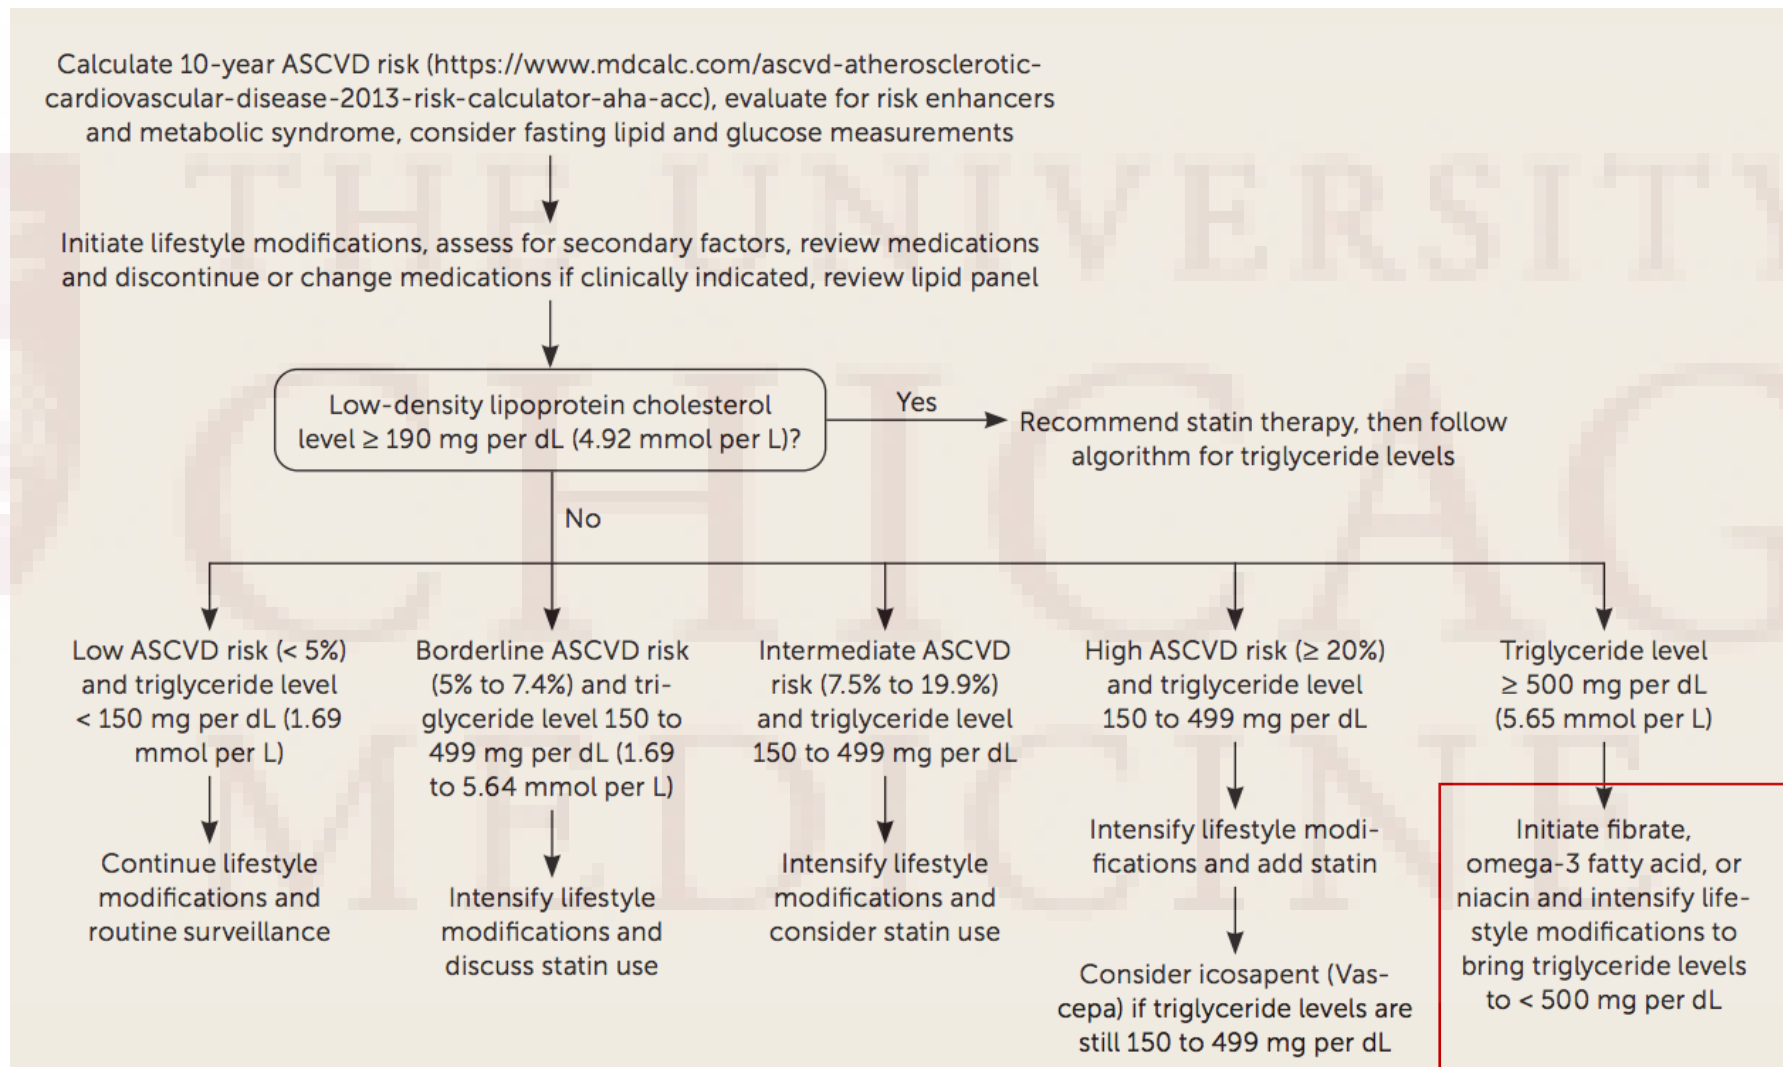 Calculate 10-year ASCVD risk (https://www.mdcalc.com/ascvd-atherosclerotic-
cardiovascular-disease-2013-risk-calculator-aha-acc), evaluate for risk enhancers
and metabolic syndrome, consider fasting lipid and glucose measurements
Initiate lifestyle modifications, assess for secondary factors, review medications
and discontinue or change medications if clinically indicated, review lipid panel
Low-density lipoprotein cholesterol
level ≥ 190 mg per dL (4.92 mmol per L)?
Yes
Recommend statin therapy, then follow
algorithm for triglyceride levels
No
Low ASCVD risk (< 5%)
and triglyceride level
< 150 mg per dL (1.69
mmol per L)
Continue lifestyle
modifications and
routine surveillance
Borderline ASCVD risk
(5% to 7.4%) and tri-
glyceride level 150 to
499 mg per dL (1.69
to 5.64 mmol per L)
Intensify lifestyle
modifications and
discuss statin use
Intermediate ASCVD
risk (7.5% to 19.9%)
and triglyceride level
150 to 499 mg per dL
Intensify lifestyle
modifications and
consider statin use
High ASCVD risk (≥ 20%)
and triglyceride level
150 to 499 mg per dL
Intensify lifestyle modi-
fications and add statin
Consider icosapent (Vas-
cepa) if triglyceride levels are
still 150 to 499 mg per dL
Triglyceride level
≥ 500 mg per dL
(5.65 mmol per L)
Initiate fibrate,
omega-3 fatty acid, or
niacin and intensify life-
style modifications to
bring triglyceride levels
to < 500 mg per dL
THE UNIVERSITY
CHICAG
MEDICINE